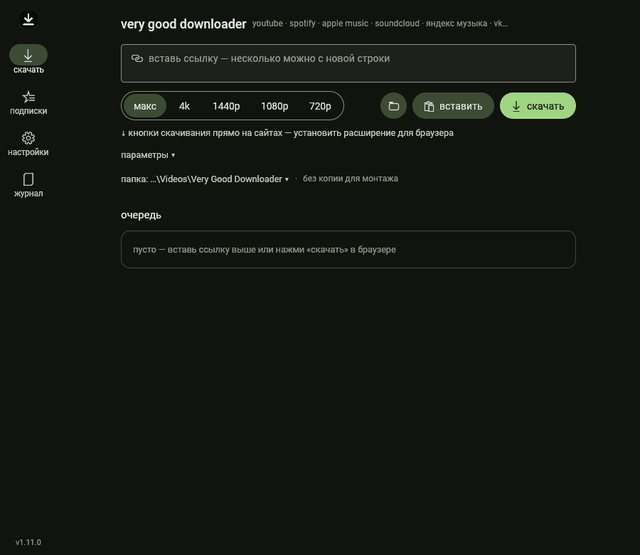 very good downloader youtube · spotify · apple music · soundcloud · яндекс музыка · vk...
скачать
подписки
настройки
журнал
вставь ссылку — несколько можно с новой строки
макс 4k 1440p 1080p 720p вставить скачать
↓ кнопки скачивания прямо на сайтах — установить расширение для браузера
параметры ▾
папка: ...\Videos\Very Good Downloader ▾ · без копии для монтажа
очередь
пусто — вставь ссылку выше или нажми «скачать» в браузере
v1.11.0